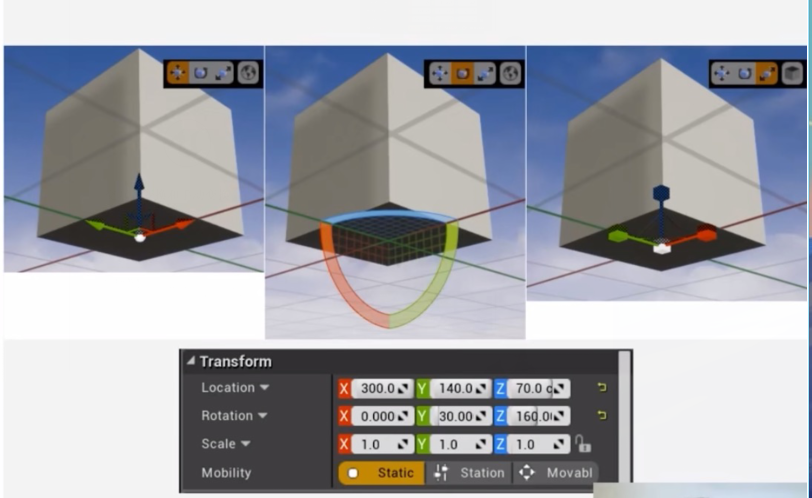 Transform
Location X 300.0 Y 140.0 Z 70.0 c
Rotation X 0.000 Y 30.00 Z 160.0
Scale X 1.0 Y 1.0 Z 1.0
Mobility Static Station Movabl